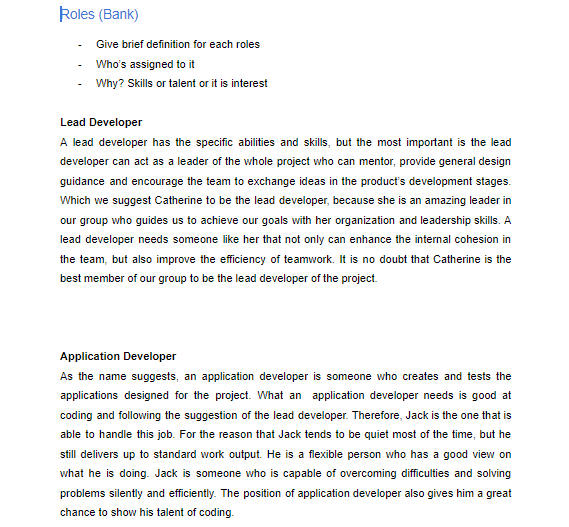 Roles (Bank)
- Give brief definition for each roles
- Who's assigned to it
- Why? Skills or talent or it is interest
Lead Developer
A lead developer has the specific abilities and skills, but the most important is the lead
developer can act as a leader of the whole project who can mentor, provide general design
guidance and encourage the team to exchange ideas in the product's development stages.
Which we suggest Catherine to be the lead developer, because she is an amazing leader in
our group who guides us to achieve our goals with her organization and leadership skills. A
lead developer needs someone like her that not only can enhance the internal cohesion in
the team, but also improve the efficiency of teamwork. It is no doubt that Catherine is the
best member of our group to be the lead developer of the project.
Application Developer
As the name suggests, an application developer is someone who creates and tests the
applications designed for the project. What an  application developer needs is good at
coding and following the suggestion of the lead developer. Therefore, Jack is the one that is
able to handle this job. For the reason that Jack tends to be quiet most of the time, but he
still delivers up to standard work output. He is a flexible person who has a good view on
what he is doing. Jack is someone who is capable of overcoming difficulties and solving
problems silently and efficiently. The position of application developer also gives him a great
chance to show his talent of coding.